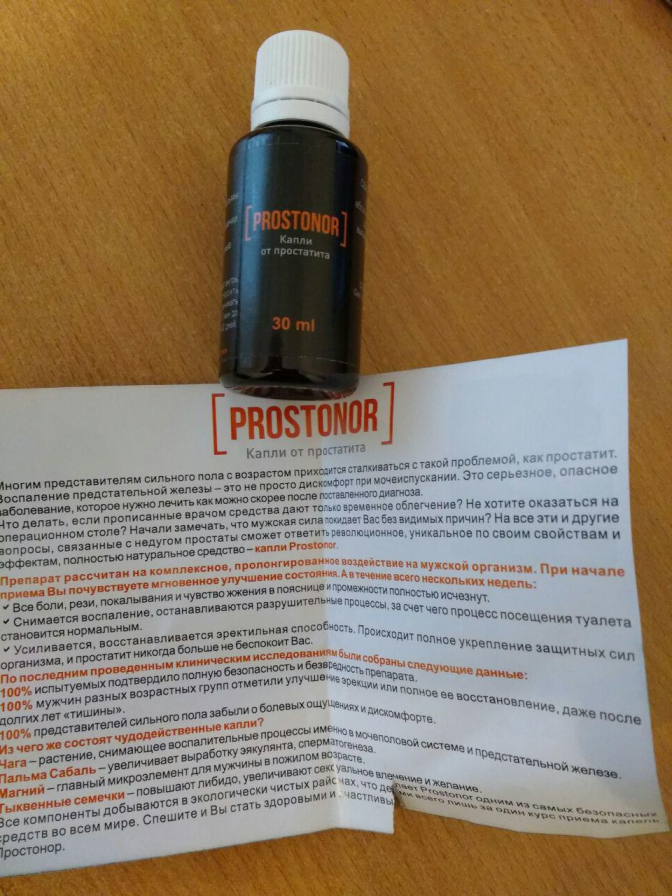 [PROSTONOR]
Капли
от простатита
30 ml
[PROSTONOR]
Капли от простатита
Многим представителям сильного пола с возрастом приходится сталкиваться с такой проблемой, как простатит.
Воспаление предстательной железы – это не просто дискомфорт при мочеиспускании. Это серьезное, опасное
заболевание, которое нужно лечить как можно скорее после поставленного диагноза.
Что делать, если прописанные врачом средства дают только временное облегчение? Не хотите оказаться на
операционном столе? Начали замечать, что мужская сила покидает Вас без видимых причин? На все эти и другие
вопросы, связанные с недугом простаты сможет ответить революционное, уникальное по своим свойствам и
эффектам, полностью натуральное средство – капли Prostonor.
Препарат рассчитан на комплексное, пролонгированное воздействие на мужской организм. При начале
приема Вы почувствуете мгновенное улучшение состояния. А в течение всего нескольких недель:
✓ Все боли, рези, покалывания и чувство жжения в пояснице и промежности полностью исчезнут.
✓ Снимается воспаление, останавливаются разрушительные процессы, за счет чего процесс посещения туалета
становится нормальным.
✓ Усиливается, восстанавливается эректильная способность. Происходит полное укрепление защитных сил
организма, и простатит никогда больше не беспокоит Вас.
По последним проведенным клиническим исследованиям были собраны следующие данные:
100% испытуемых подтвердило полную безопасность и безвредность препарата.
100% мужчин разных возрастных групп отметили улучшение эрекции или полное ее восстановление, даже после
долгих лет «тишины».
100% представителей сильного пола забыли о болевых ощущениях и дискомфорте.
Из чего же состоят чудодейственные капли?
Чага – растение, снимающее воспалительные процессы именно в мочеполовой системе и предстательной железе.
Пальма Сабаль – увеличивает выработку эякулянта, сперматогенеза.
Магний – главный микроэлемент для мужчины в пожилом возрасте.
Тыквенные семечки – повышают либидо, увеличивают сексуальное влечение и желание.
Все компоненты добываются в экологически чистых районах, что делает Prostonor одним из самых безопасных
средств во всем мире. Спешите и Вы стать здоровыми и счастливыми всего лишь за один курс приема капель
Простонор.